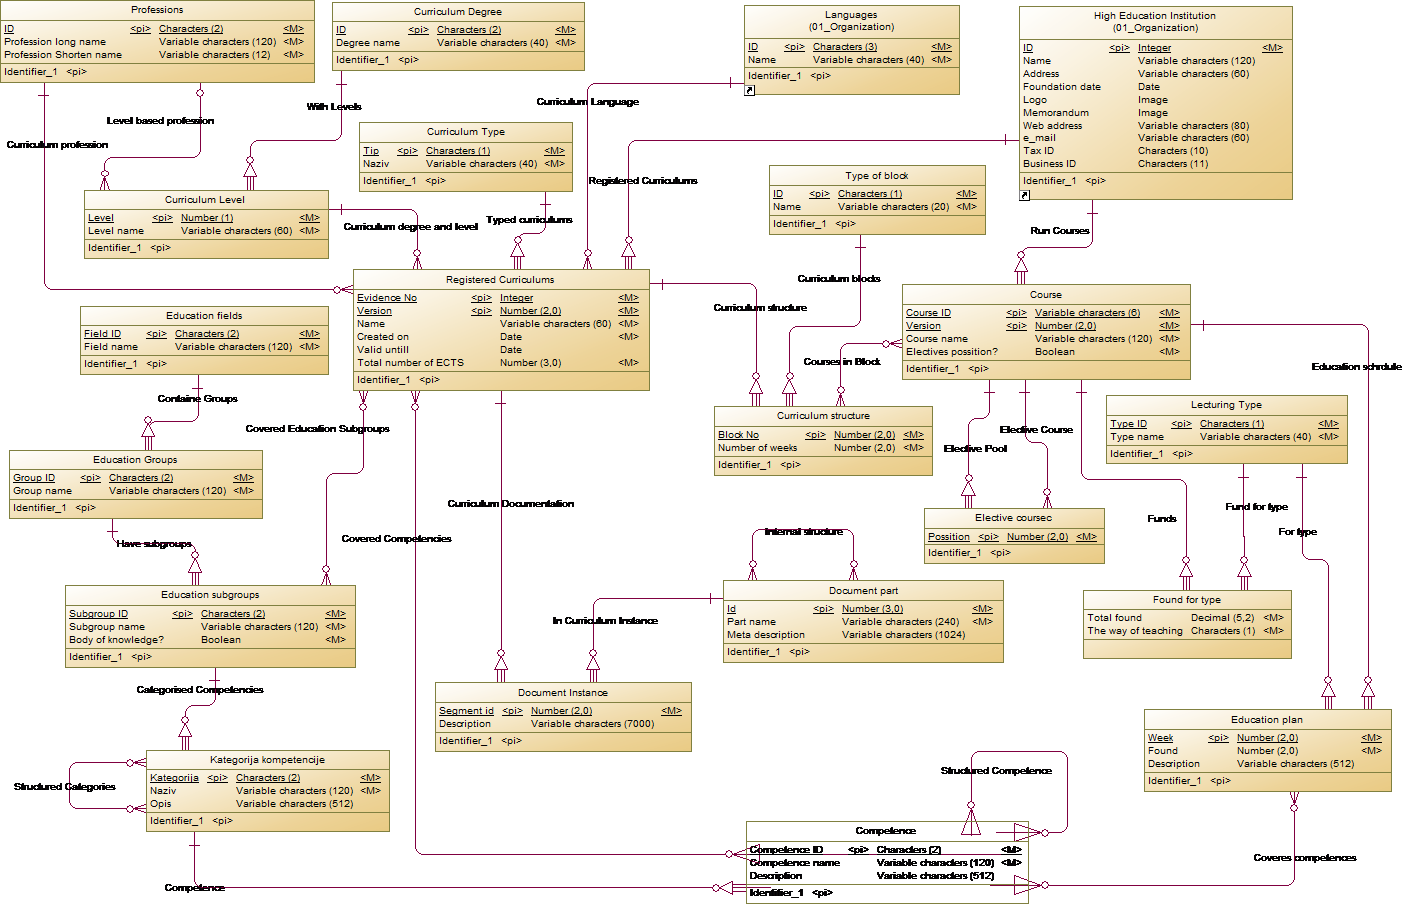 Professions
ID <pi> Characters (2) <M>
Profession long name Variable characters (120) <M>
Profession Shorten name Variable characters (12) <M>
Identifier_1 <pi>
Curriculum Degree
ID <pi> Characters (2) <M>
Degree name Variable characters (40) <M>
Identifier_1 <pi>
Languages
(01_Organization)
ID <pi> Characters (3) <M>
Name Variable characters (40) <M>
Identifier_1 <pi>
High Education Institution
(01_Organization)
ID <pi> Integer <M>
Name Variable characters (120)
Address Variable characters (60)
Foundation date Date
Logo Image
Memorandum Image
Web address Variable characters (80)
e_mail Variable characters (60)
Tax ID Characters (10)
Business ID Characters (11)
Identifier_1 <pi>
With Levels
Curriculum Language
Level based profession
Curriculum profession
Curriculum Type
Tip <pi> Characters (1) <M>
Naziv Variable characters (40) <M>
Identifier_1 <pi>
Registered Curriculums
Type of block
ID <pi> Characters (1) <M>
Name Variable characters (20) <M>
Identifier_1 <pi>
Curriculum Level
Level <pi> Number (1) <M>
Level name Variable characters (60) <M>
Identifier_1 <pi>
Curriculum degree and level
Typed curriculums
Run Courses
Registered Curriculums
Evidence No <pi> Integer <M>
Version <pi> Number (2,0) <M>
Name Variable characters (60) <M>
Created on Date <M>
Valid untill Date
Total number of ECTS Number (3,0) <M>
Identifier_1 <pi>
Curriculum blocks
Curriculum structure
Course
Course ID <pi> Variable characters (6) <M>
Version <pi> Number (2,0) <M>
Course name Variable characters (120) <M>
Electives possition? Boolean <M>
Identifier_1 <pi>
Education fields
Field ID <pi> Characters (2) <M>
Field name Variable characters (120) <M>
Identifier_1 <pi>
Courses in Block
Education schrdule
Containe Groups
Covered Education Subgroups
Curriculum structure
Block No <pi> Number (2,0) <M>
Number of weeks Number (2,0) <M>
Identifier_1 <pi>
Lecturing Type
Type ID <pi> Characters (1) <M>
Type name Variable characters (40) <M>
Identifier_1 <pi>
Elective Course
Elective Pool
Education Groups
Group ID <pi> Characters (2) <M>
Group name Variable characters (120) <M>
Identifier_1 <pi>
Curriculum Documentation
Elective coursec
Possition <pi> Number (2,0) <M>
Identifier_1 <pi>
Funds
Fund for type
For type
Have subgroups
Covered Competencies
Internal structure
Education subgroups
Subgroup ID <pi> Characters (2) <M>
Subgroup name Variable characters (120) <M>
Body of knowledge? Boolean <M>
Identifier_1 <pi>
Document part
Id <pi> Number (3,0) <M>
Part name Variable characters (240) <M>
Meta description Variable characters (1024)
Identifier_1 <pi>
Found for type
Total found Decimal (5,2) <M>
The way of teaching Characters (1) <M>
In Curriculum Instance
Categorised Competencies
Document Instance
Segment id <pi> Number (2,0) <M>
Description Variable characters (7000)
Identifier_1 <pi>
Education plan
Week <pi> Number (2,0) <M>
Found Number (2,0) <M>
Description Variable characters (512)
Identifier_1 <pi>
Kategorija kompetencije
Kategorija <pi> Characters (2) <M>
Naziv Variable characters (120) <M>
Opis Variable characters (512)
Identifier_1 <pi>
Structured Categories
Structured Competence
Competence
Competence ID <pi> Characters (2) <M>
Competence name Variable characters (120) <M>
Description Variable characters (512)
Identifier_1 <pi>
Coveres competences
Competence